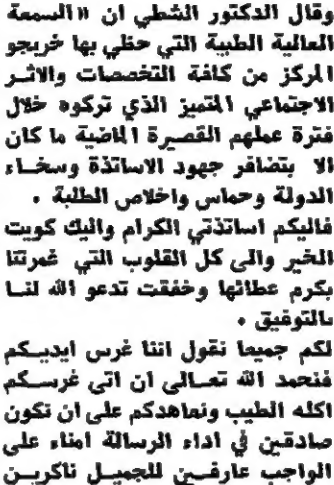 وقال الدكتور الشطي ان «السمعة
العالية الطيبة التي حظي بها خريجو
المركز من كافة التخصصات والاثر
الاجتماعي المتميز الذي تركوه خلال
فترة عملهم القصيرة الماضية ما كان
الا بتضافر جهود الاساتذة وسخاء
الدولة وحماس واخلاص الطلبة .
فاليكم اساتذتي الكرام واليك كويت
الخير والى كل القلوب التي غمرتنا
بكرم عطائها وخفقت تدعو الله لنا
بالتوفيق .
لكم جميعا نقول اننا غرس ايديكم
فنحمد الله تعالى ان اتى غرسكم
اكله الطيب ونعاهدكم على ان نكون
صادقين في اداء الرسالة امناء على
الواجب عارفين للجميل ناكرين